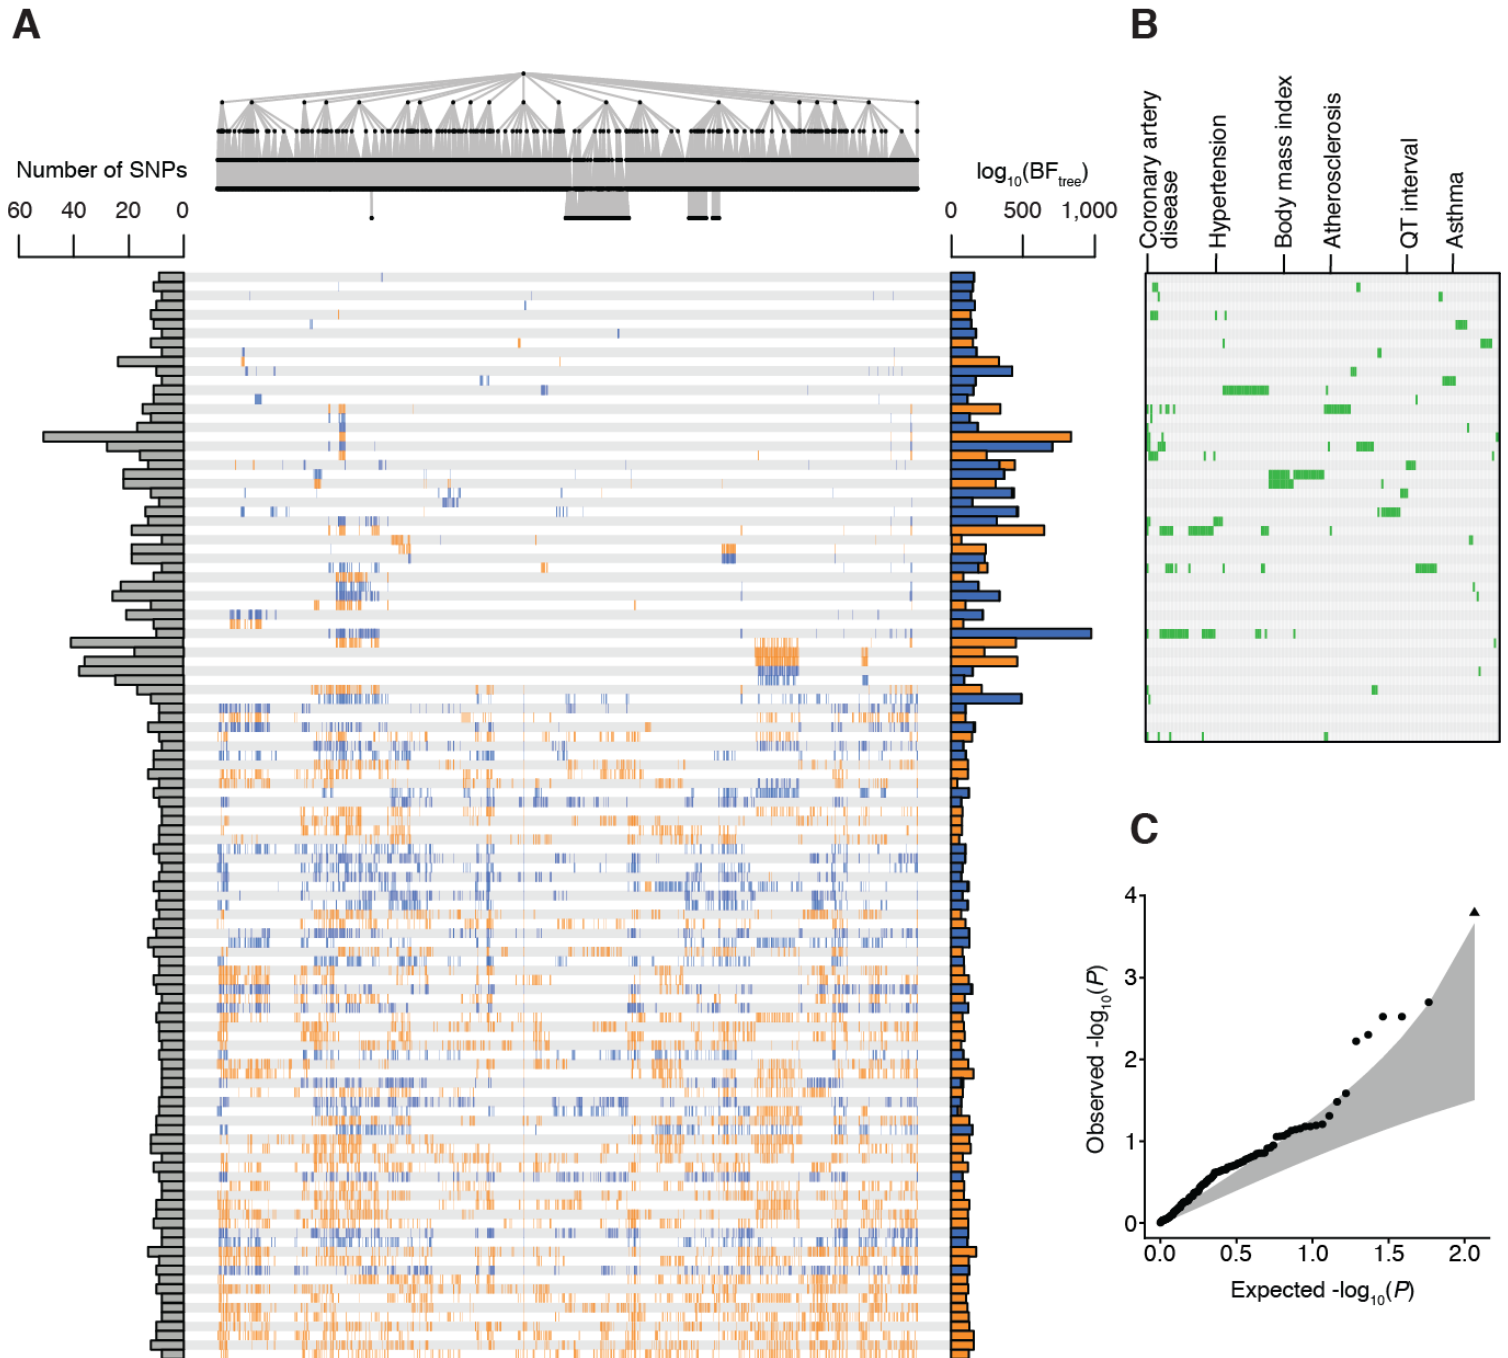 A
B
Number of SNPs
60 40 20 0
log10(BFtree)
0 500 1,000
Coronary artery
disease
Hypertension
Body mass index
Atherosclerosis
QT interval
Asthma
C
4
3
2
1
0
Observed -log10(P)
0.0 0.5 1.0 1.5 2.0
Expected -log10(P)